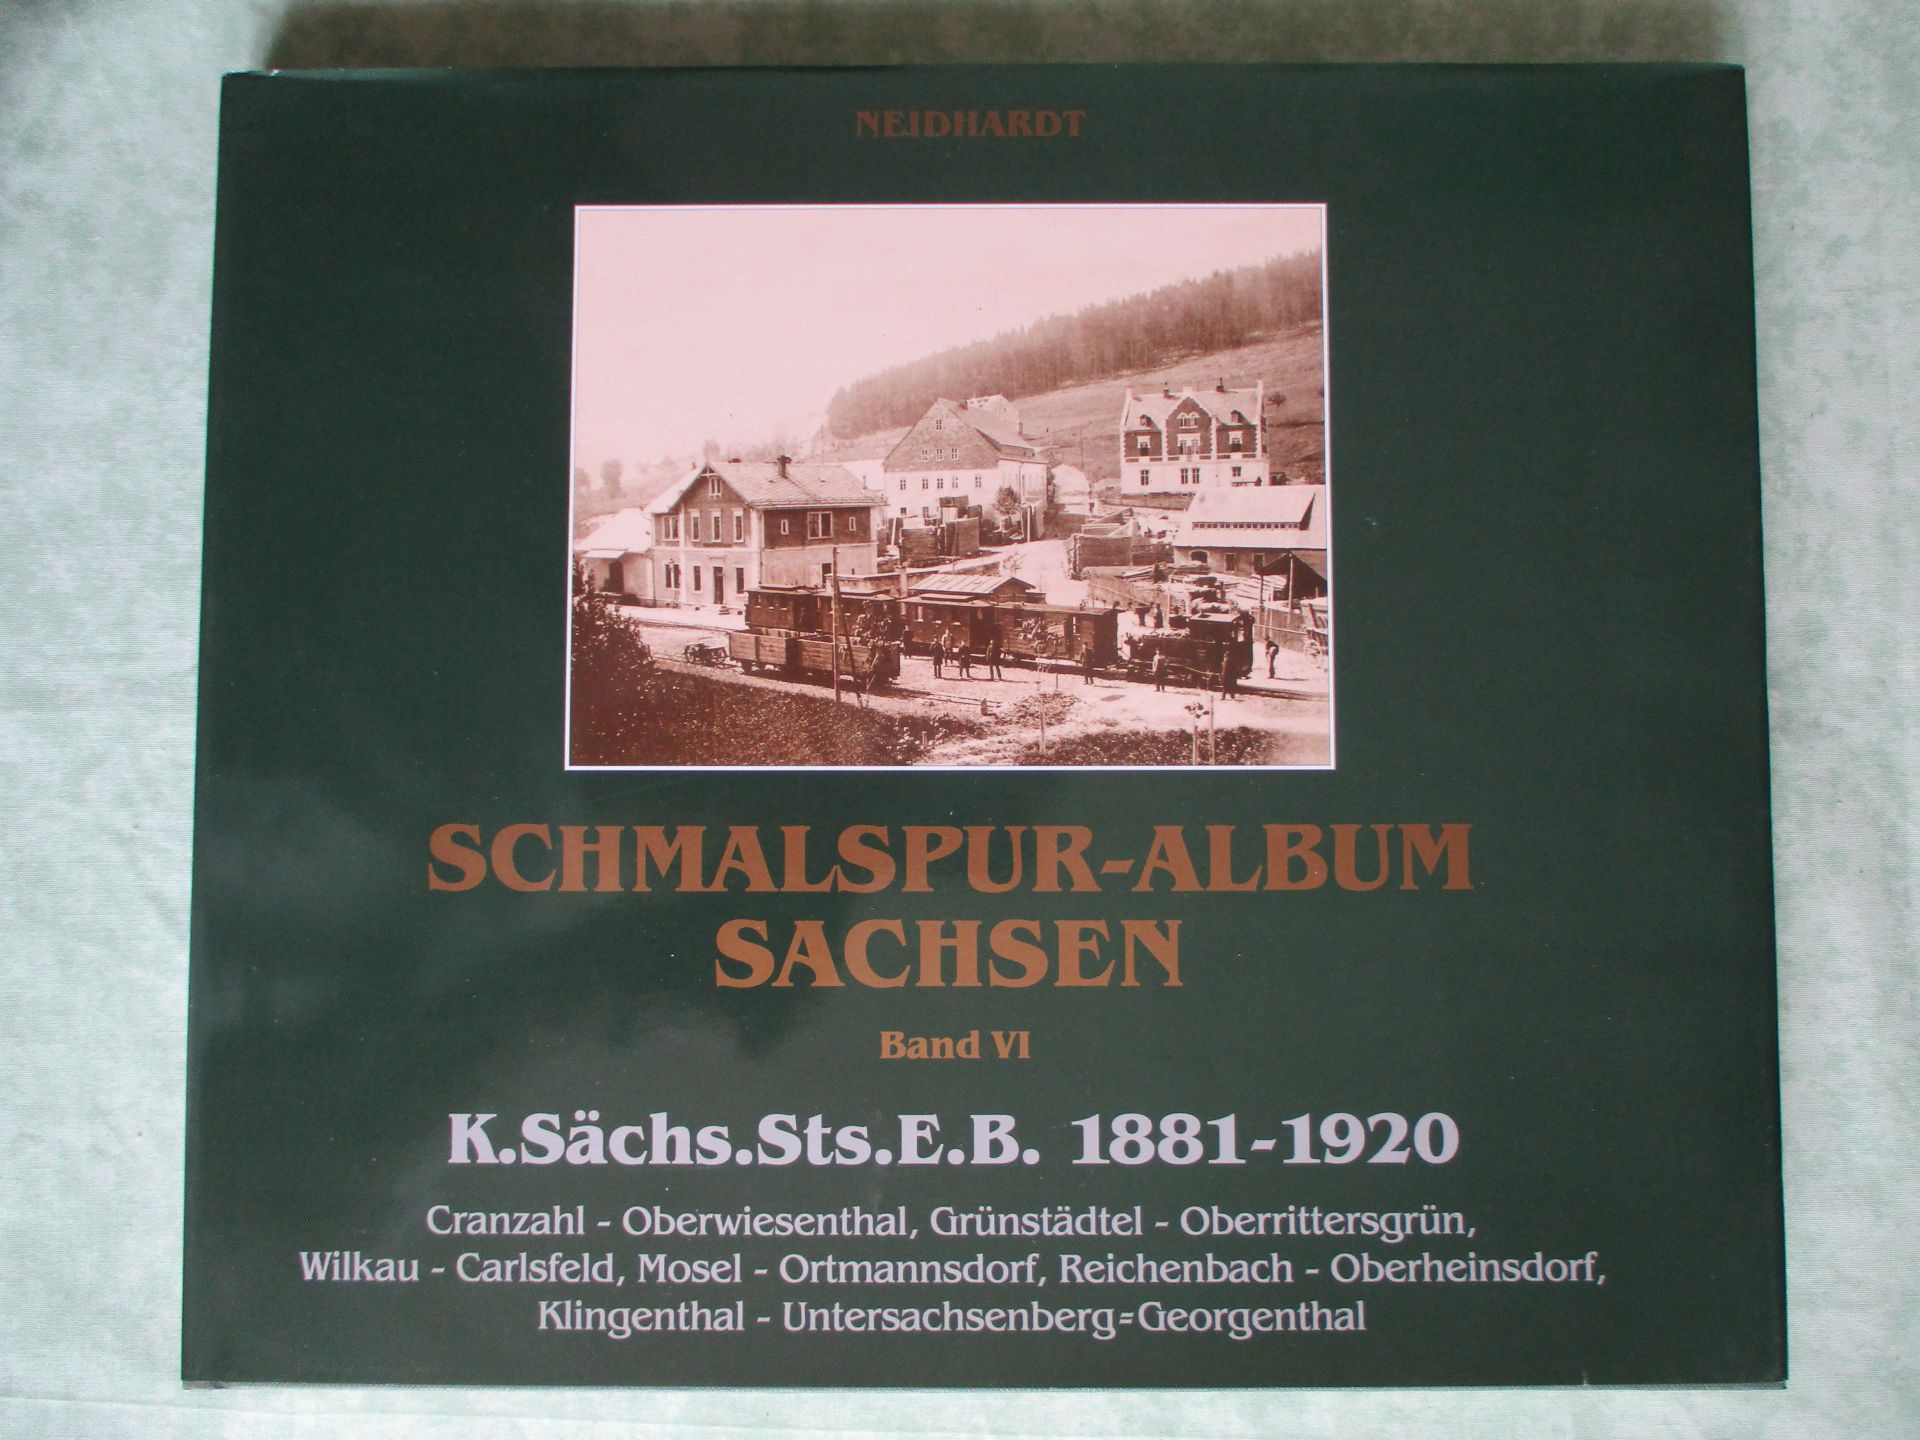 NEIDHARDT
SCHMALSPUR-ALBUM
SACHSEN
Band VI
K.Sächs.Sts.E.B. 1881-1920
Cranzahl - Oberwiesenthal, Grünstädtel - Oberrittersgrün,
Wilkau - Carlsfeld, Mosel - Ortmannsdorf, Reichenbach - Oberheinsdorf,
Klingenthal - Untersachsenberg=Georgenthal